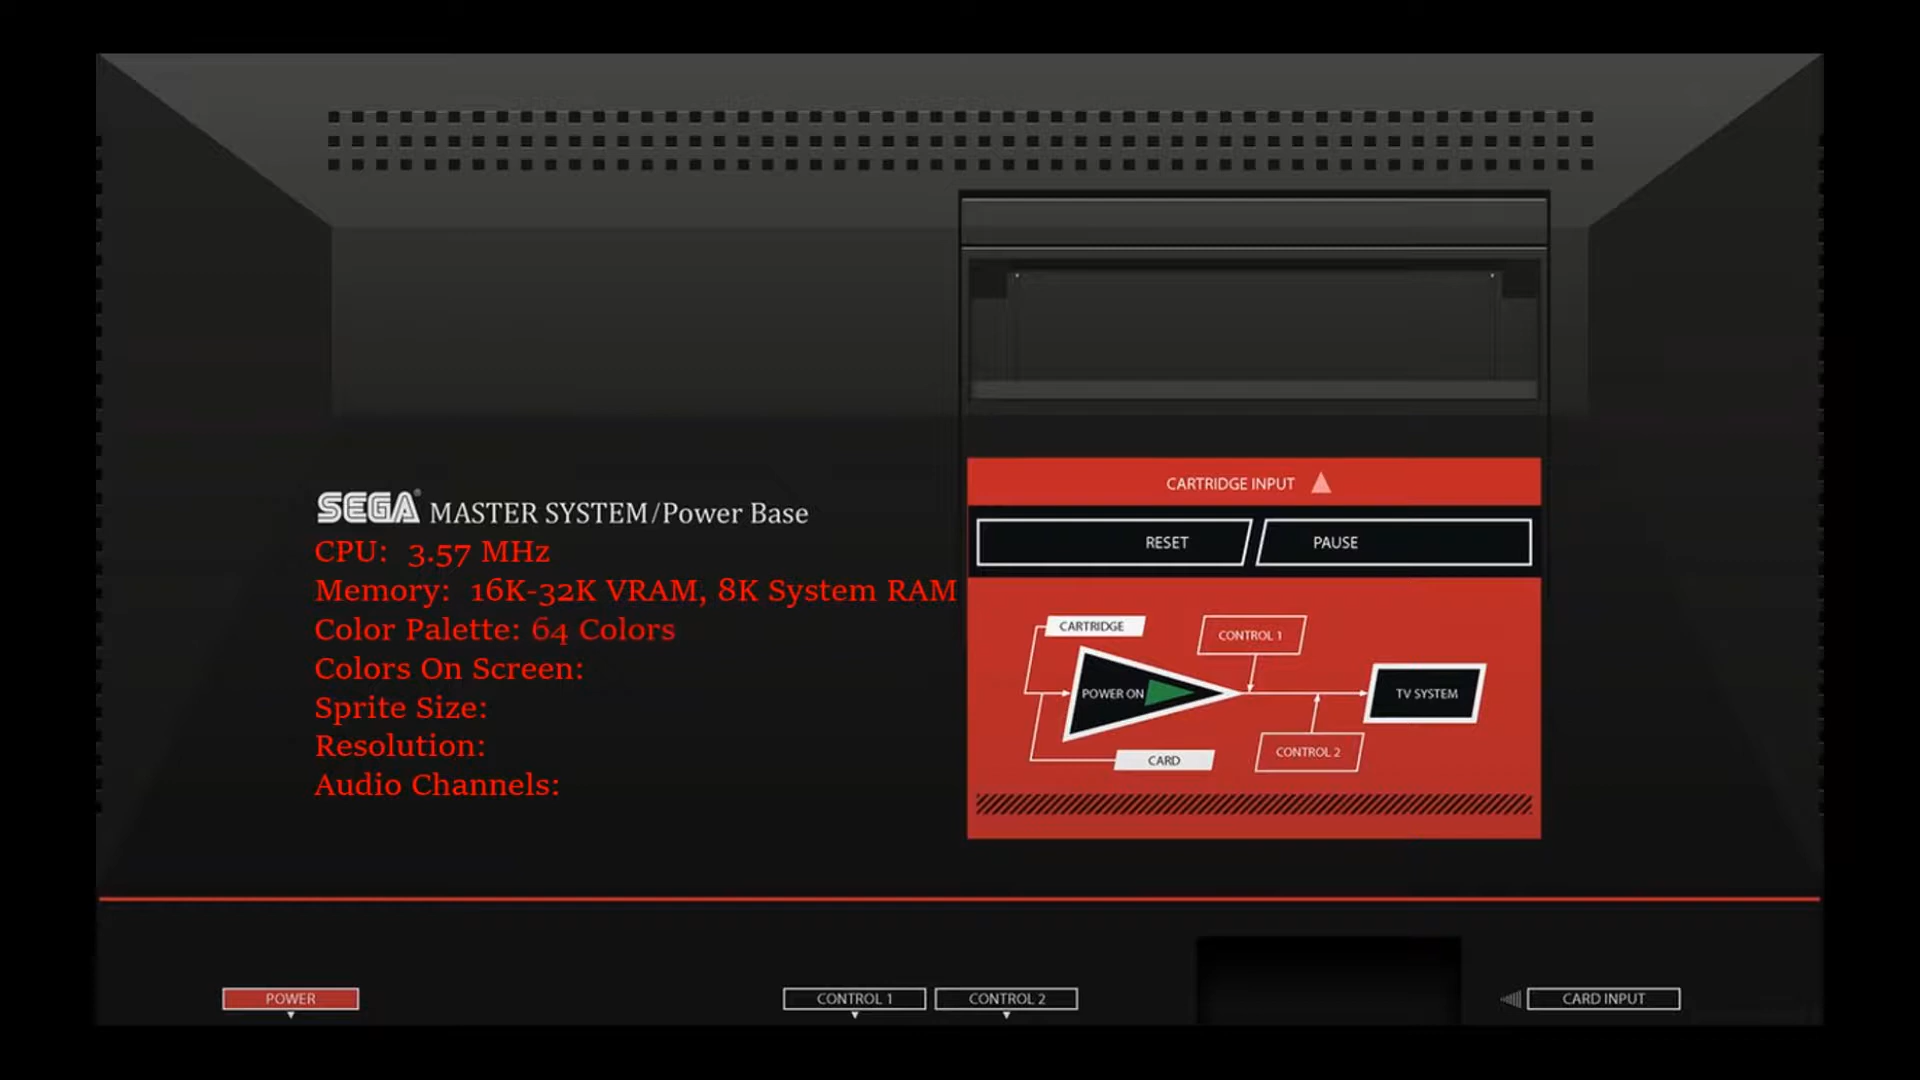 SEGA® MASTER SYSTEM/Power Base
CPU: 3.57 MHz
Memory: 16K-32K VRAM, 8K System RAM
Color Palette: 64 Colors
Colors On Screen:
Sprite Size:
Resolution:
Audio Channels:
CARTRIDGE INPUT
RESET
PAUSE
CARTRIDGE
CONTROL 1
POWER ON
TV SYSTEM
CONTROL 2
CARD
POWER
CONTROL 1
CONTROL 2
CARD INPUT